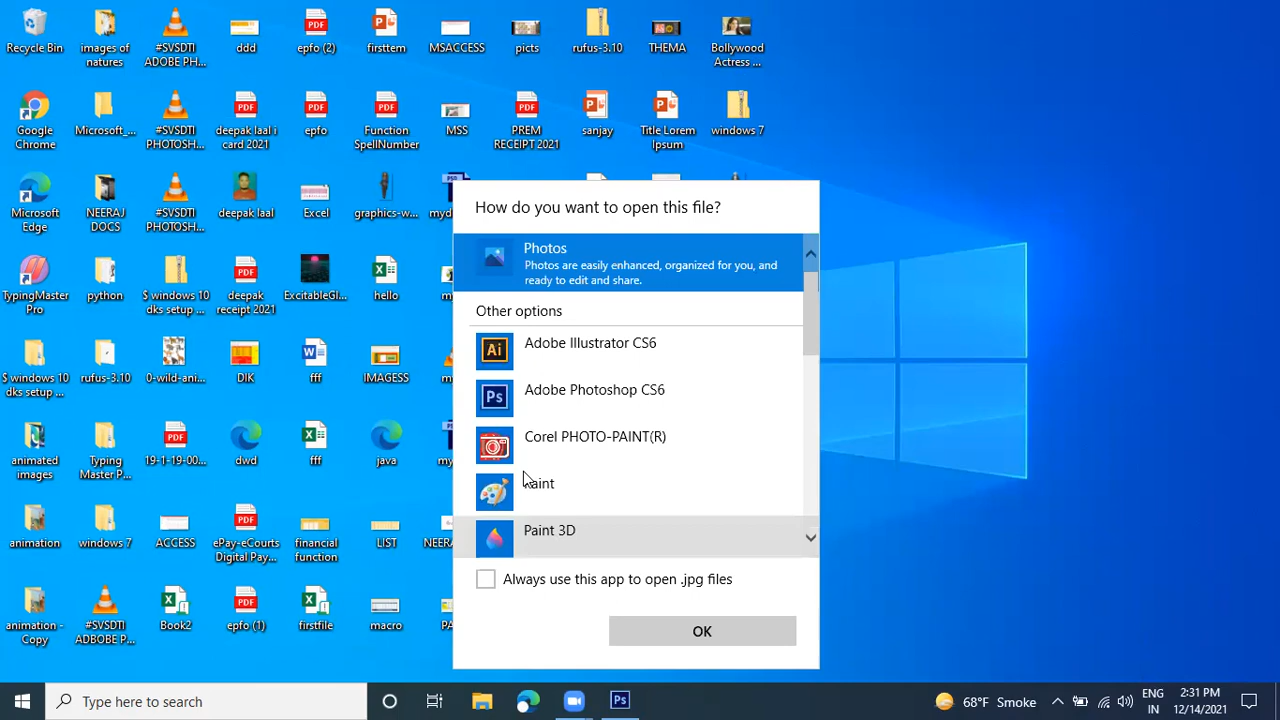 Recycle Bin
images of
natures
#SVSDTI
ADOBE PH...
ddd
epfo (2)
firsttem
MSACCESS
picts
rufus-3.10
THEMA
Bollywood
Actress ...
Google
Chrome
Microsoft_...
#SVSDTI
PHOTOSH...
deepak laal i
card 2021
epfo
Function
SpellNumber
MSS
PREM
RECEIPT 2021
sanjay
Title Lorem
Ipsum
windows 7
Microsoft
Edge
NEERAJ
DOCS
#SVSDTI
PHOTOSH...
deepak laal
Excel
graphics-w...
TypingMaster
Pro
python
$ windows 10
dks setup ...
deepak
receipt 2021
ExcitableGl...
hello
$ windows 10
dks setup ...
rufus-3.10
0-wild-ani...
DIK
fff
IMAGESS
animated
images
Typing
Master P...
19-1-19-00...
dwd
fff
java
animation
windows 7
ACCESS
ePay-eCourts
Digital Pay...
financial
function
LIST
animation -
Copy
#SVSDTI
ADBOBE P...
Book2
epfo (1)
firstfile
macro
How do you want to open this file?
Photos
Photos are easily enhanced, organized for you, and
ready to edit and share.
Other options
Ai
Adobe Illustrator CS6
Ps
Adobe Photoshop CS6
Corel PHOTO-PAINT(R)
Paint
Paint 3D
Always use this app to open .jpg files
OK
Type here to search
Ps
68°F Smoke
ENG
IN
2:31 PM
12/14/2021